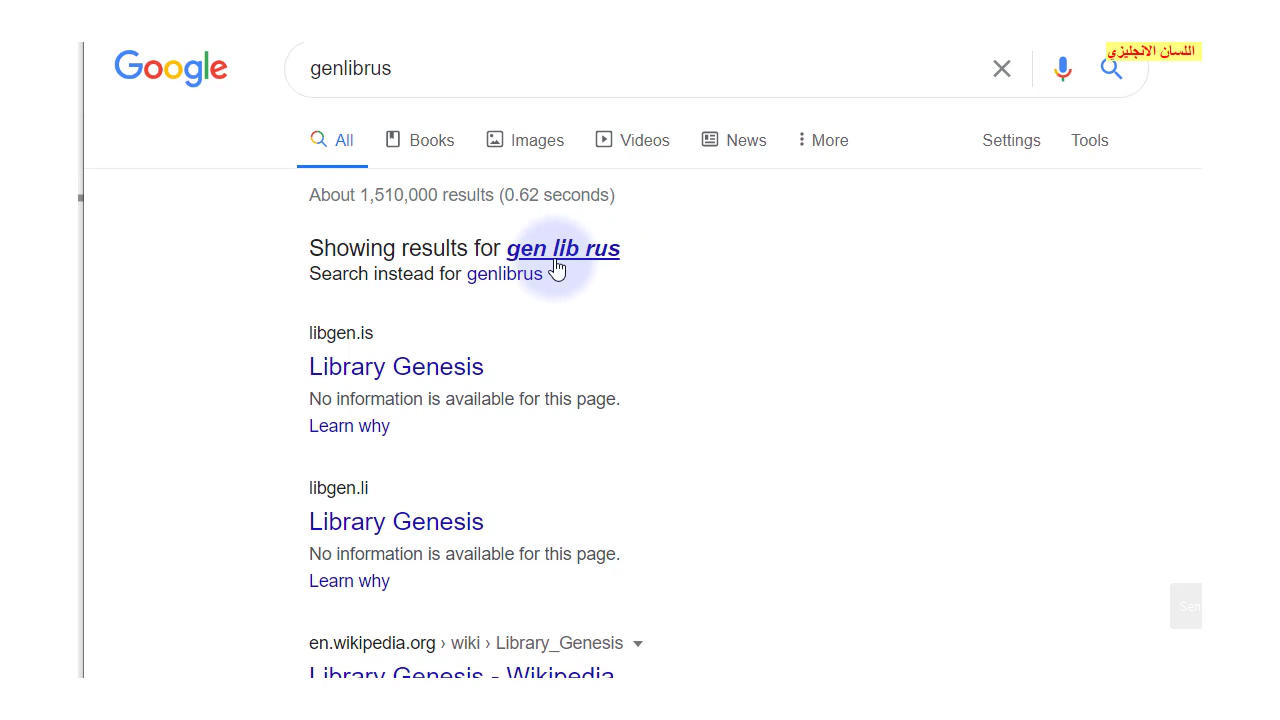 اللسان الانجليزي
Google
genlibrus
All Books Images Videos News More Settings Tools
About 1,510,000 results (0.62 seconds)
Showing results for gen lib rus
Search instead for genlibrus
libgen.is
Library Genesis
No information is available for this page.
Learn why
libgen.li
Library Genesis
No information is available for this page.
Learn why
en.wikipedia.org › wiki › Library_Genesis
Library Genesis - Wikipedia